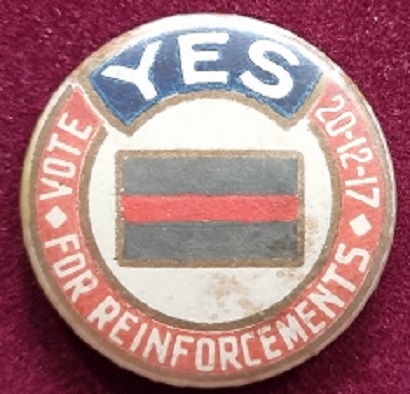 YES
VOTE ◆ FOR REINFORCEMENTS ◆ 20-12-17